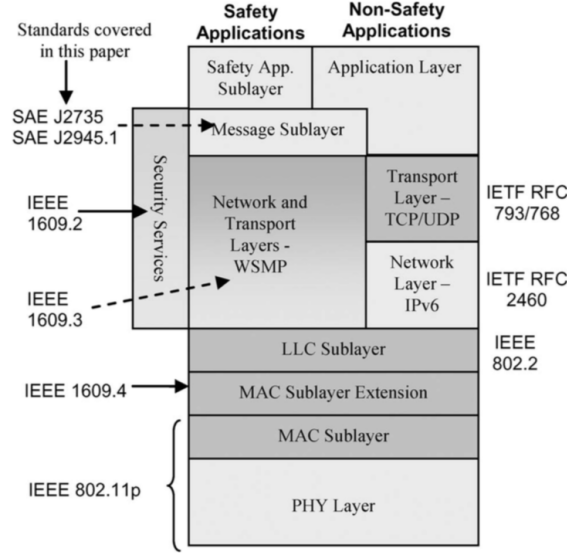 Safety
Applications
Non-Safety
Applications
Standards covered
in this paper
Safety App.
Sublayer
Application Layer
SAE J2735
SAE J2945.1
Message Sublayer
Security Services
IEEE
1609.2
Network and
Transport
Layers -
WSMP
Transport
Layer –
TCP/UDP
IETF RFC
793/768
Network
Layer –
IPv6
IETF RFC
2460
IEEE
1609.3
LLC Sublayer
IEEE
802.2
IEEE 1609.4
MAC Sublayer Extension
MAC Sublayer
IEEE 802.11p
PHY Layer